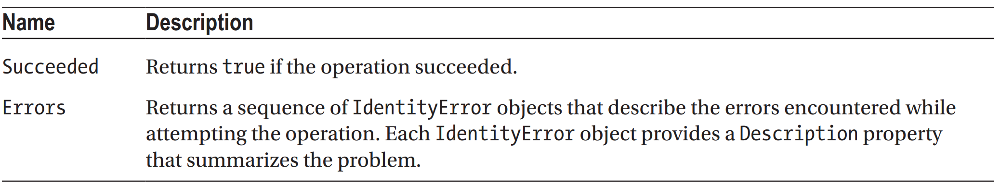 Name Description
Succeeded Returns true if the operation succeeded.
Errors Returns a sequence of IdentityError objects that describe the errors encountered while
attempting the operation. Each IdentityError object provides a Description property
that summarizes the problem.